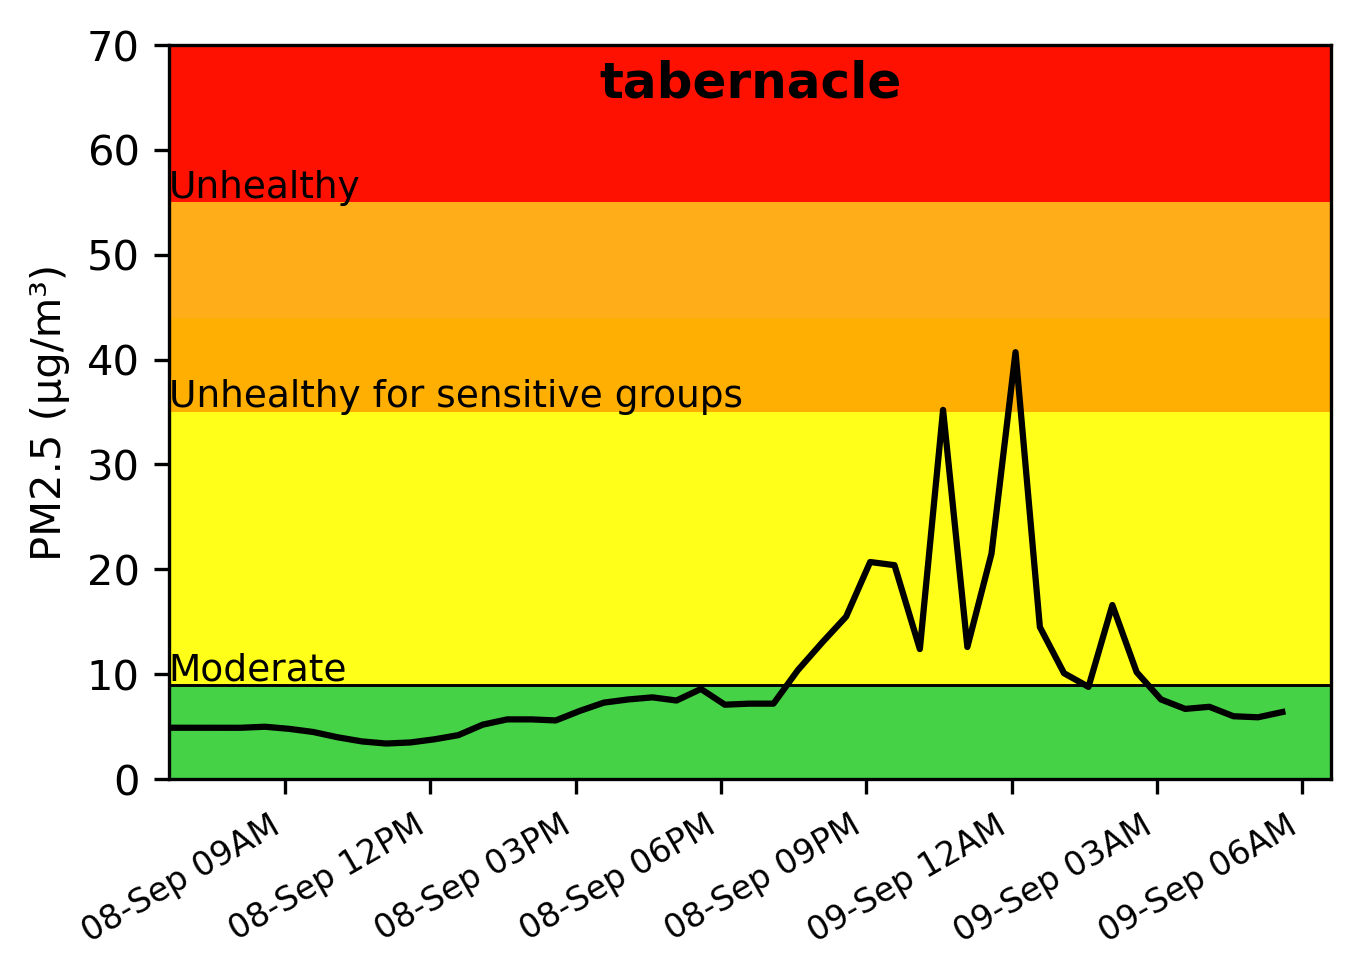 tabernacle
PM2.5 (µg/m³)
70
60
50
40
30
20
10
0
Unhealthy
Unhealthy for sensitive groups
Moderate
08-Sep 09AM
08-Sep 12PM
08-Sep 03PM
08-Sep 06PM
08-Sep 09PM
09-Sep 12AM
09-Sep 03AM
09-Sep 06AM